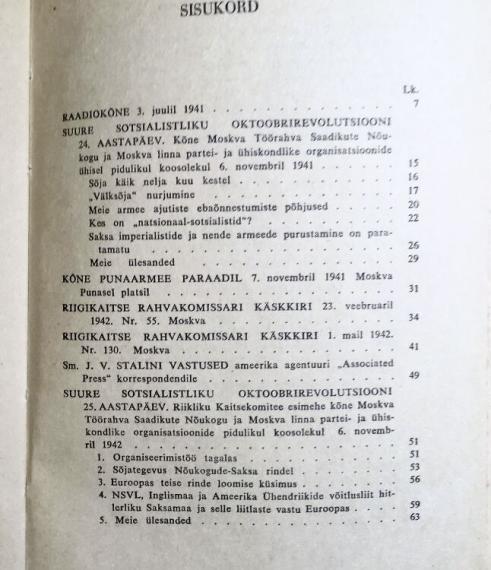 SISUKORD
Lk.
RAADIOKÕNE 3. juulil 1941 . . . . . . . . . . . . 7
SUURE SOTSIALISTLIKU OKTOOBRIREVOLUTSIOONI
24. AASTAPÄEV. Kõne Moskva Töörahva Saadikute Nõu-
kogu ja Moskva linna partei- ja ühiskondlike organisatsioonide
ühisel pidulikul koosolekul 6. novembril 1941 . . . . . . 15
Sõja käik nelja kuu kestel . . . . . . . . . . . 16
„Välksõja" nurjumine . . . . . . . . . . . . 17
Meie armee ajutiste ebaõnnestumiste põhjused . . . . 20
Kes on „natsionaal-sotsialistid"? . . . . . . . . . 22
Saksa imperialistide ja nende armeede purustamine on para-
tamatu . . . . . . . . . . . . . . . 26
Meie ülesanded . . . . . . . . . . . . . . 29
KÕNE PUNAARMEE PARAADIL 7. novembril 1941 Moskva
Punasel platsil . . . . . . . . . . . . . . 31
RIIGIKAITSE RAHVAKOMISSARI KÄSKKIRI 23. veebruaril
1942. Nr. 55. Moskva . . . . . . . . . . . . 34
RIIGIKAITSE RAHVAKOMISSARI KÄSKKIRI 1. mail 1942.
Nr. 130. Moskva . . . . . . . . . . . . . . 41
Sm. J. V. STALINI VASTUSED ameerika agentuuri „Associated
Press" korrespondendile . . . . . . . . . . . . 49
SUURE SOTSIALISTLIKU OKTOOBRIREVOLUTSIOONI
25. AASTAPÄEV. Riikliku Kaitsekomitee esimehe kõne Moskva
Töörahva Saadikute Nõukogu ja Moskva linna partei- ja ühis-
kondlike organisatsioonide pidulikul koosolekul 6. novemb-
ril 1942 . . . . . . . . . . . . . . . . 51
1. Organiseerimistöö tagalas . . . . . . . . . . 51
2. Sõjategevus Nõukogude-Saksa rindel . . . . . . . 53
3. Euroopas teise rinde loomise küsimus . . . . . . 56
4. NSVL, Inglismaa ja Ameerika Ühendriikide võitlusliit hit-
lerliku Saksamaa ja selle liitlaste vastu Euroopas . . . . 59
5. Meie ülesanded . . . . . . . . . . . . . 63